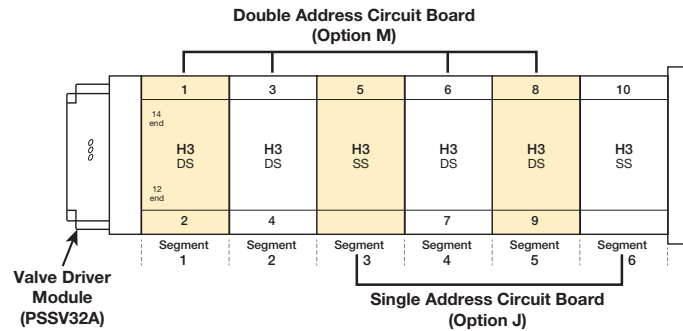 Double Address Circuit Board
(Option M)
1 3 5 6 8 10
14
end
H3 H3 H3 H3 H3 H3
DS DS SS DS DS SS
12
end
2 4 7 9
Segment Segment Segment Segment Segment Segment
1 2 3 4 5 6
Valve Driver
Module
(PSSV32A)
Single Address Circuit Board
(Option J)